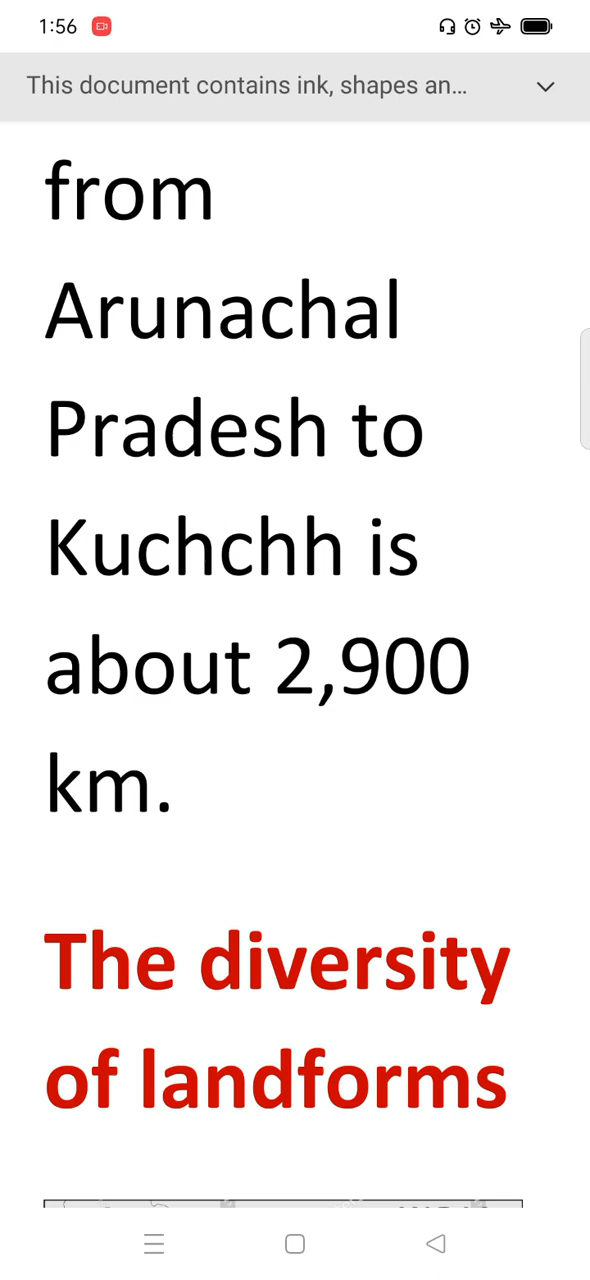 1:56
This document contains ink, shapes an...
from
Arunachal
Pradesh to
Kuchchh is
about 2,900
km.
The diversity
of landforms